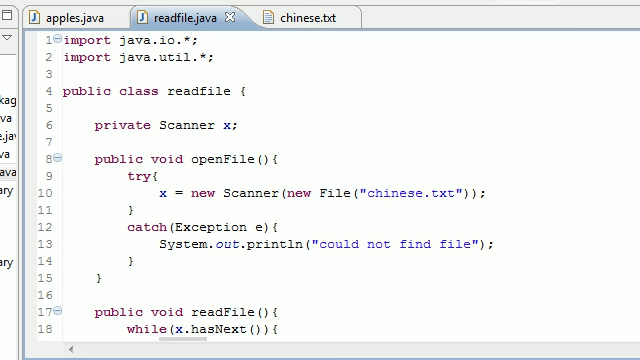 apples.java readfile.java chinese.txt
1 import java.io.*;
2 import java.util.*;
3
4 public class readfile {
5
6 private Scanner x;
7
8 public void openFile(){
9 try{
10 x = new Scanner(new File("chinese.txt"));
11 }
12 catch(Exception e){
13 System.out.println("could not find file");
14 }
15 }
16
17 public void readFile(){
18 while(x.hasNext()){